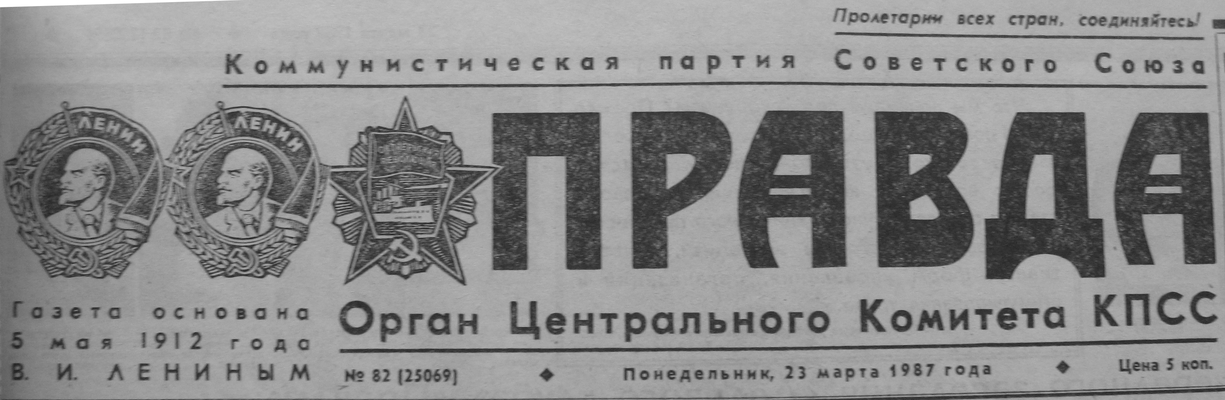 Пролетарии всех стран, соединяйтесь!
Коммунистическая партия Советского Союза
ЛЕНИН
ЛЕНИН
ПРАВДА
Газета основана
5 мая 1912 года
В. И. ЛЕНИНЫМ
Орган Центрального Комитета КПСС
№ 82 (25069)
Понедельник, 23 марта 1987 года
Цена 5 коп.